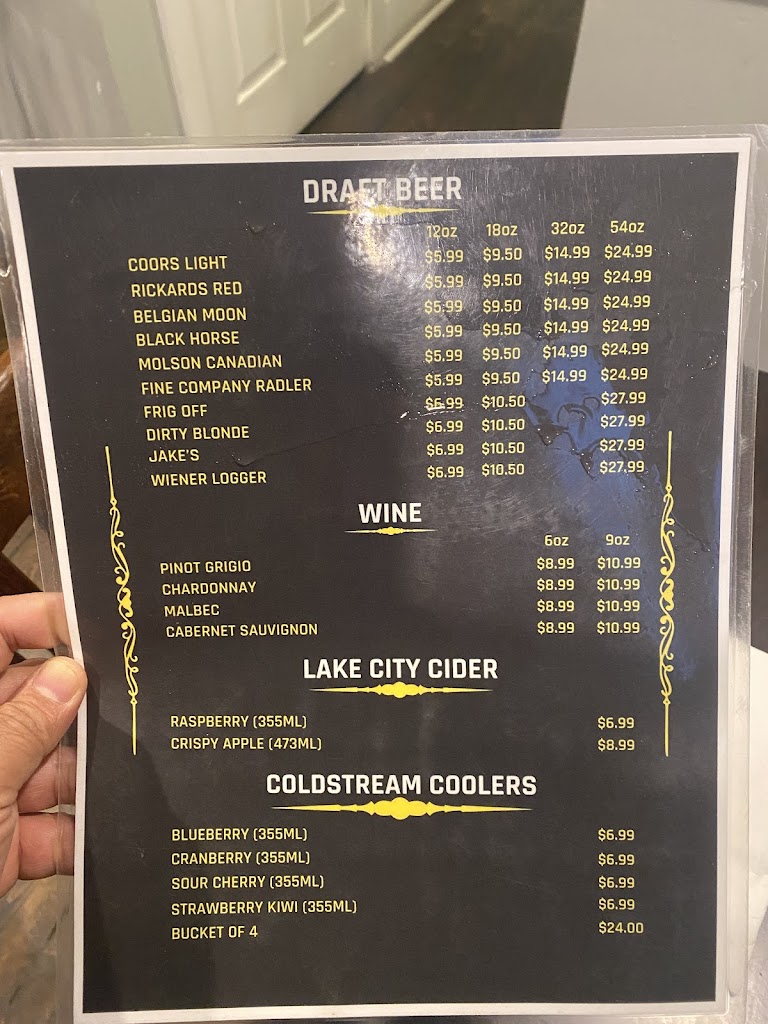 DRAFT BEER
12oz 18oz 32oz 54oz
COORS LIGHT $5.99 $9.50 $14.99 $24.99
RICKARDS RED $5.99 $9.50 $14.99 $24.99
BELGIAN MOON $5.99 $9.50 $14.99 $24.99
BLACK HORSE $5.99 $9.50 $14.99 $24.99
MOLSON CANADIAN $5.99 $9.50 $14.99 $24.99
FINE COMPANY RADLER $5.99 $9.50 $14.99 $24.99
FRIG OFF $6.99 $10.50 $27.99
DIRTY BLONDE $6.99 $10.50 $27.99
JAKE'S $6.99 $10.50 $27.99
WIENER LOGGER $6.99 $10.50 $27.99
WINE
6oz 9oz
PINOT GRIGIO $8.99 $10.99
CHARDONNAY $8.99 $10.99
MALBEC $8.99 $10.99
CABERNET SAUVIGNON $8.99 $10.99
LAKE CITY CIDER
RASPBERRY (355ML) $6.99
CRISPY APPLE (473ML) $8.99
COLDSTREAM COOLERS
BLUEBERRY (355ML) $6.99
CRANBERRY (355ML) $6.99
SOUR CHERRY (355ML) $6.99
STRAWBERRY KIWI (355ML) $6.99
BUCKET OF 4 $24.00